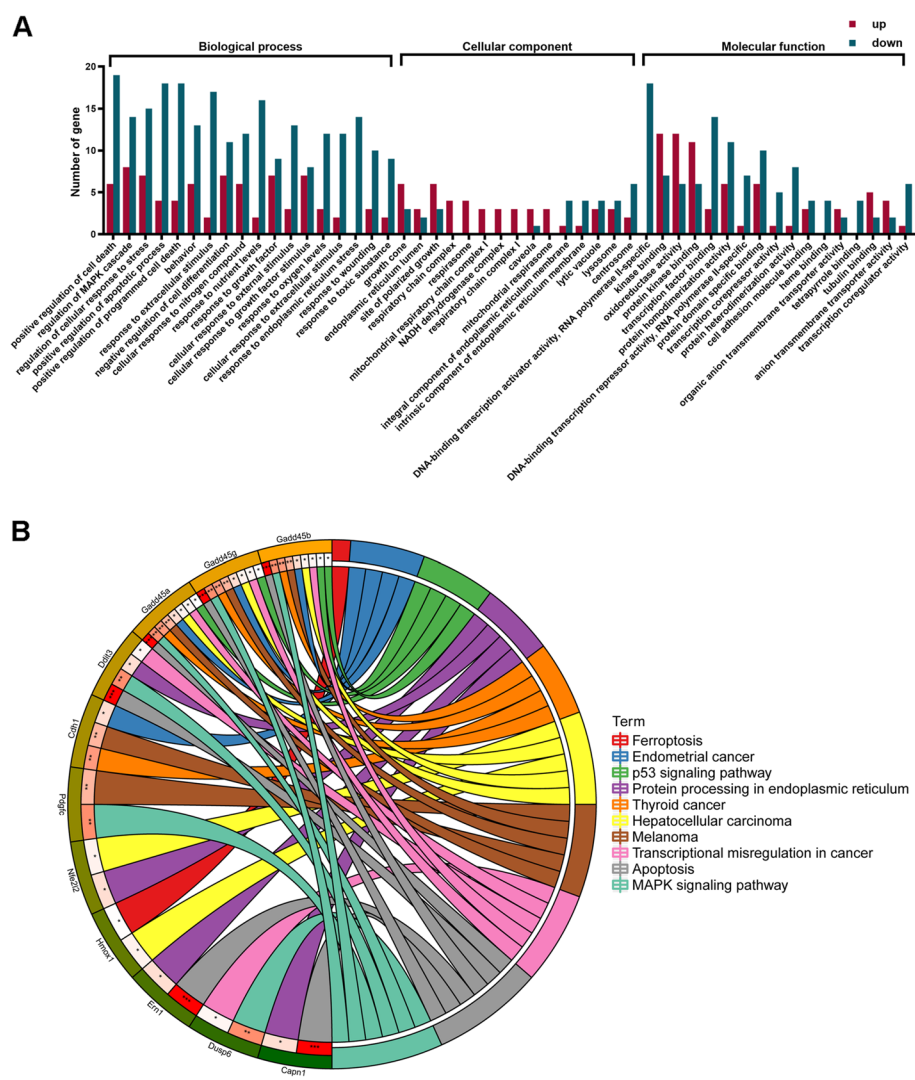 A
up
down
Biological process
Cellular component
Molecular function
Number of gene
20
15
10
5
0
positive regulation of cell death
regulation of MAPK cascade
regulation of cellular response to stress
positive regulation of apoptotic process
positive regulation of programmed cell death
behavior
response to extracellular stimulus
negative regulation of cell differentiation
cellular response to nitrogen compound
response to nutrient levels
response to growth factor
cellular response to external stimulus
cellular response to growth factor stimulus
response to oxygen levels
cellular response to extracellular stimulus
response to endoplasmic reticulum stress
response to wounding
response to toxic substance
growth cone
endoplasmic reticulum lumen
site of polarized growth
respiratory chain complex
respirasome
mitochondrial respiratory chain complex I
NADH dehydrogenase complex
respiratory chain complex I
caveola
mitochondrial respirasome
integral component of endoplasmic reticulum membrane
intrinsic component of endoplasmic reticulum membrane
lytic vacuole
lysosome
centrosome
DNA-binding transcription activator activity, RNA polymerase II-specific
kinase binding
oxidoreductase activity
protein kinase binding
transcription factor binding
protein homodimerization activity
DNA-binding transcription repressor activity, RNA polymerase II-specific
protein domain specific binding
transcription corepressor activity
protein heterodimerization activity
cell adhesion molecule binding
heme binding
organic anion transmembrane transporter activity
tetrapyrrole binding
tubulin binding
anion transmembrane transporter activity
transcription coregulator activity
B
Gadd45b
Gadd45g
Gadd45a
Ddit3
Cdh1
Pdgfc
Nfe2l2
Hmox1
Ern1
Dusp6
Capn1
Term
Ferroptosis
Endometrial cancer
p53 signaling pathway
Protein processing in endoplasmic reticulum
Thyroid cancer
Hepatocellular carcinoma
Melanoma
Transcriptional misregulation in cancer
Apoptosis
MAPK signaling pathway